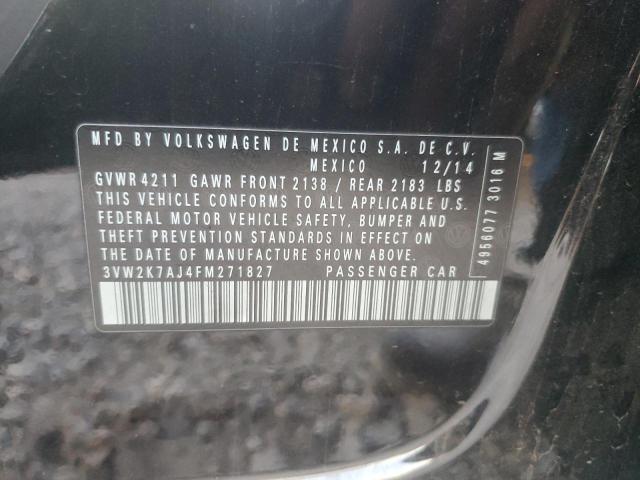 MFD BY VOLKSWAGEN DE MEXICO S.A. DE C.V.
MEXICO 12/14
GVWR 4211 GAWR FRONT 2138 / REAR 2183 LBS
THIS VEHICLE CONFORMS TO ALL APPLICABLE U.S.
FEDERAL MOTOR VEHICLE SAFETY, BUMPER AND
THEFT PREVENTION STANDARDS IN EFFECT ON
THE DATE OF MANUFACTURE SHOWN ABOVE.
3VW2K7AJ4FM271827 PASSENGER CAR
4956077 3016 M